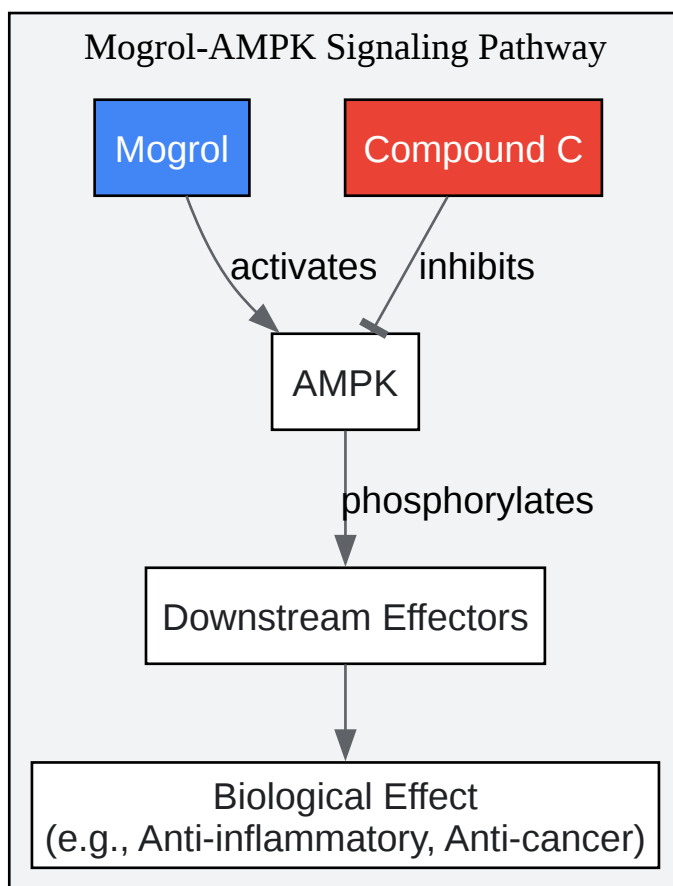 Mogrol-AMPK Signaling Pathway
Mogrol
Compound C
activates
inhibits
AMPK
phosphorylates
Downstream Effectors
Biological Effect
(e.g., Anti-inflammatory, Anti-cancer)